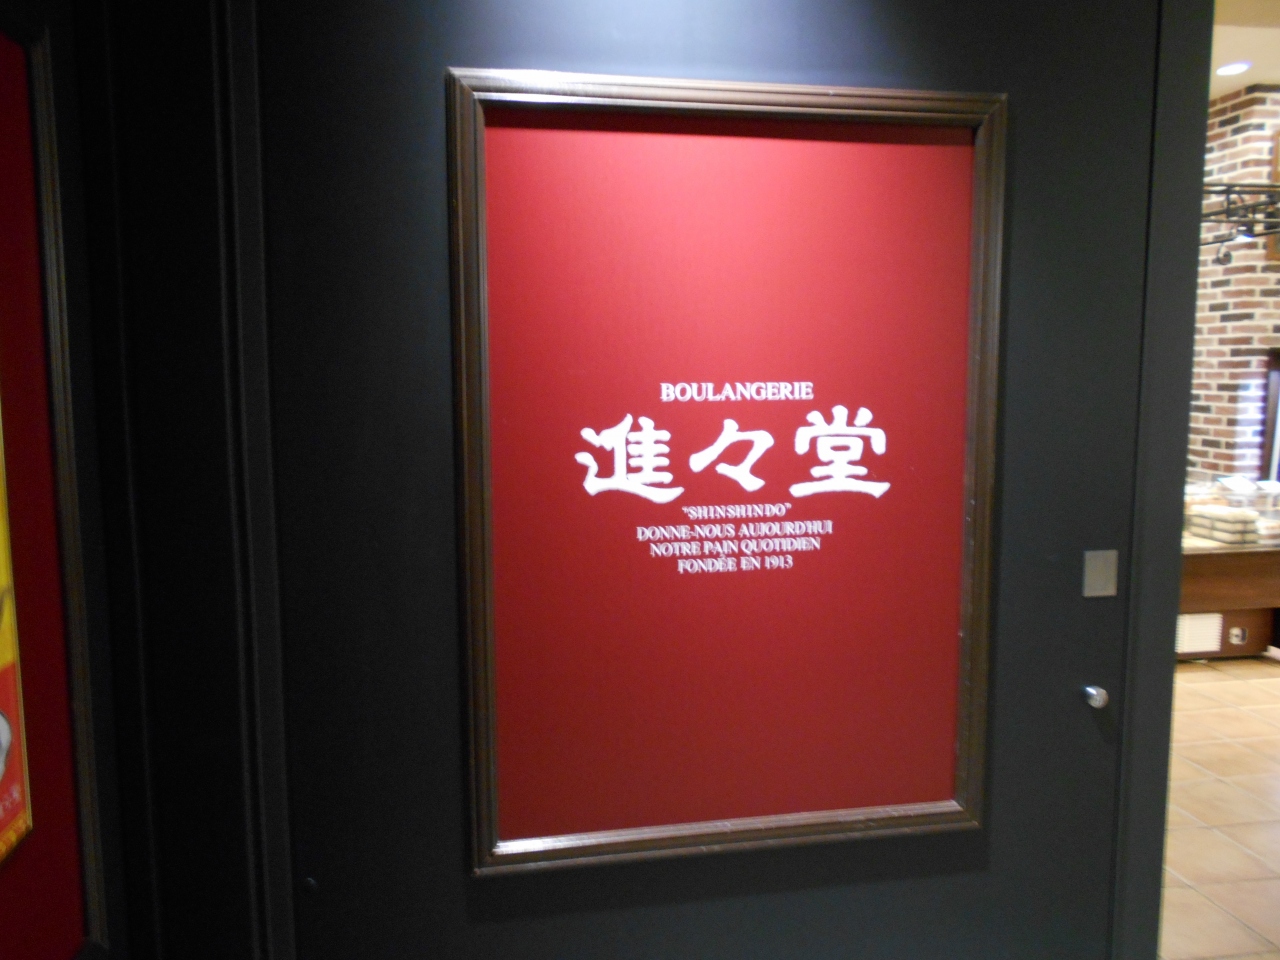 BOULANGERIE
進々堂
"SHINSHINDO"
DONNE-NOUS AUJOURD'HUI
NOTRE PAIN QUOTIDIEN
FONDÉE EN 1913